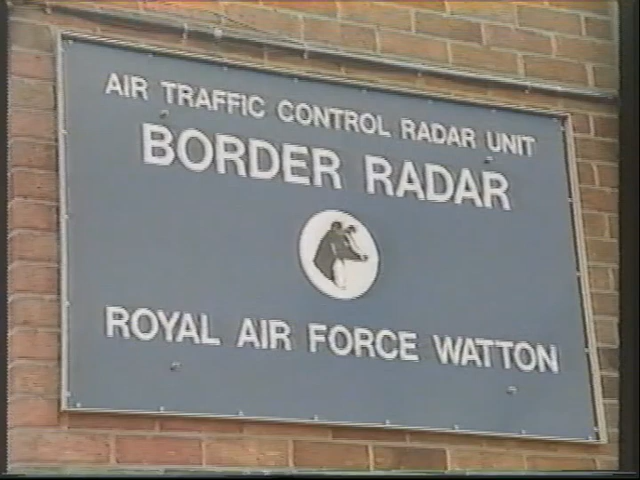 AIR TRAFFIC CONTROL RADAR UNIT
BORDER RADAR
ROYAL AIR FORCE WATTON